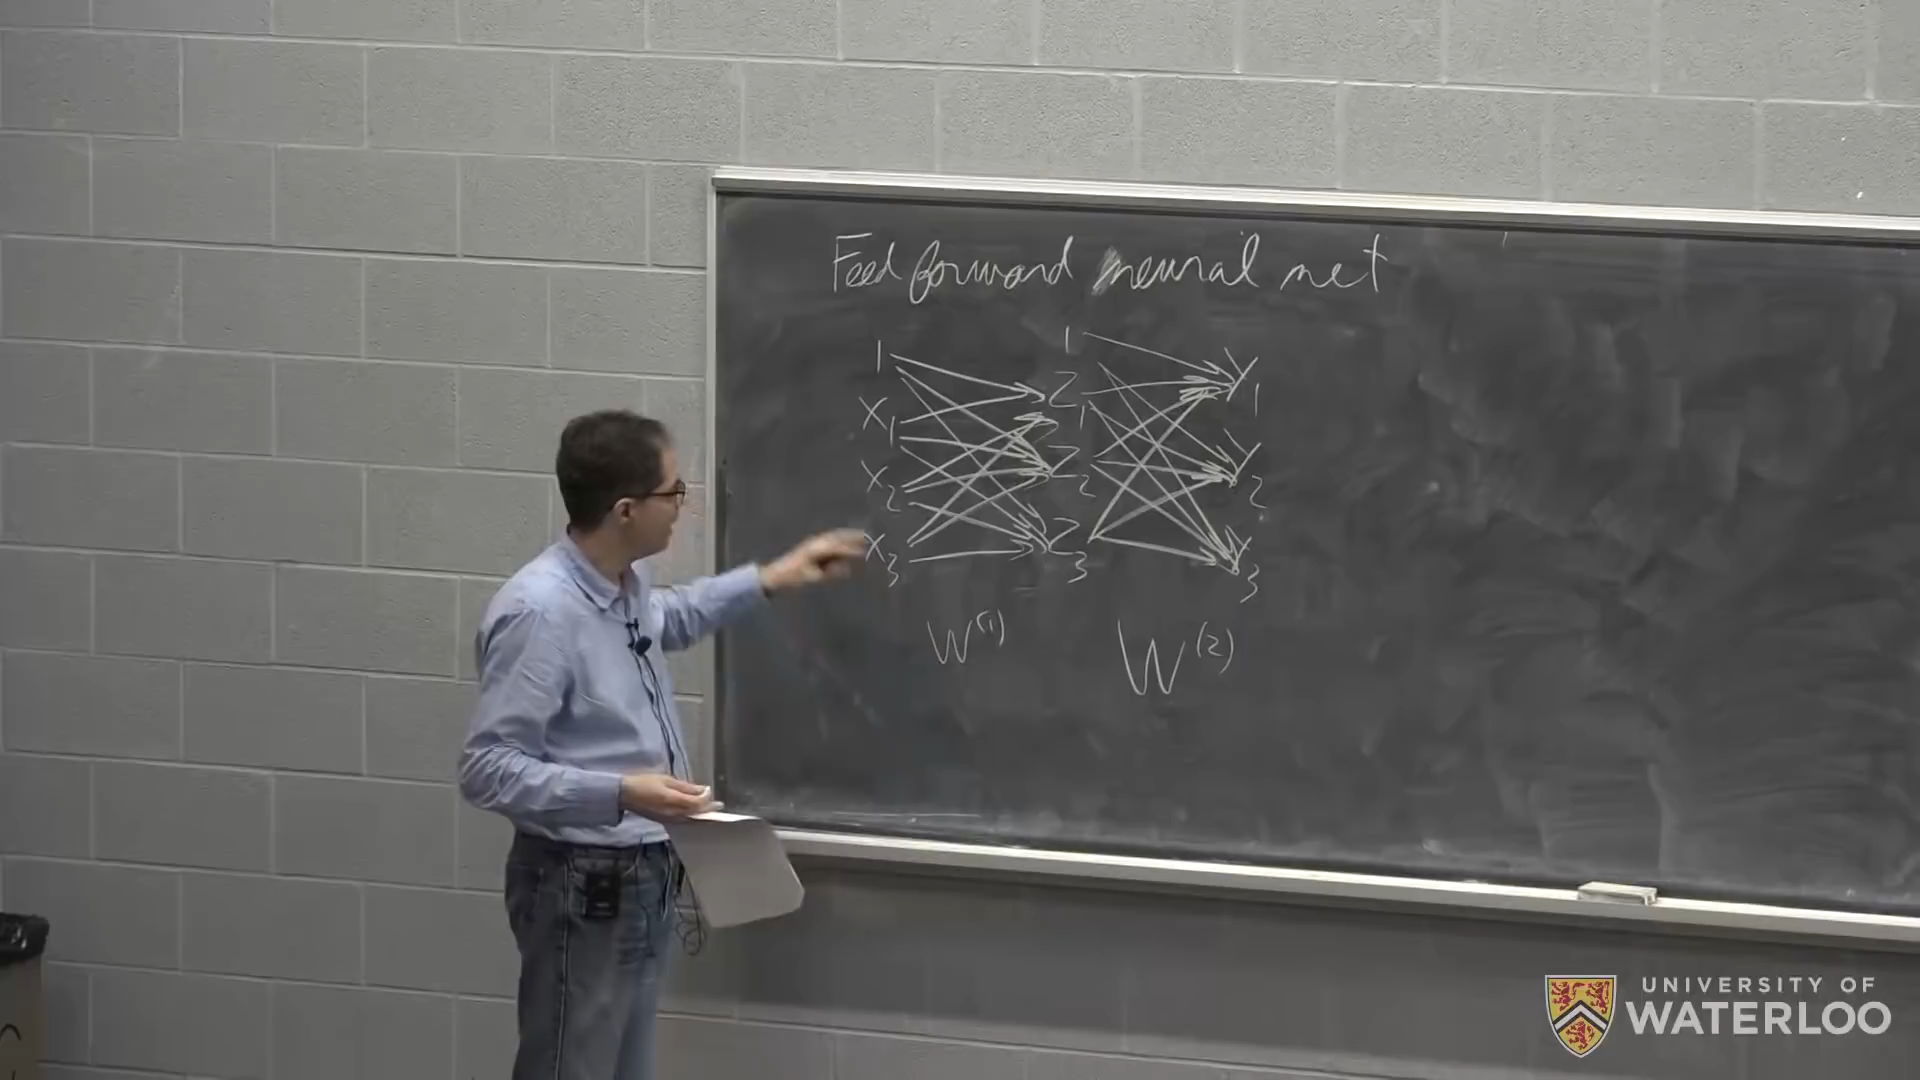 Feed forward neural net
1 1
x1 z1 y1
x2 z2 y2
x3 z3 y3
W(1) W(2)
UNIVERSITY OF
WATERLOO